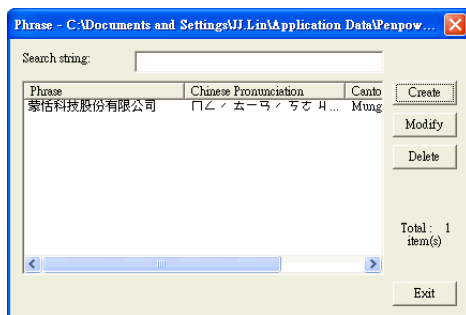 Phrase - C:\Documents and Settings\JJ.Lin\Application Data\Penpow...
Search string:
Phrase Chinese Pronunciation Canto
蒙恬科技股份有限公司 ㄇㄥˊ ㄊㄧㄢˊ ㄎㄜ ㄐ... Mung
Create
Modify
Delete
Total : 1
item(s)
Exit